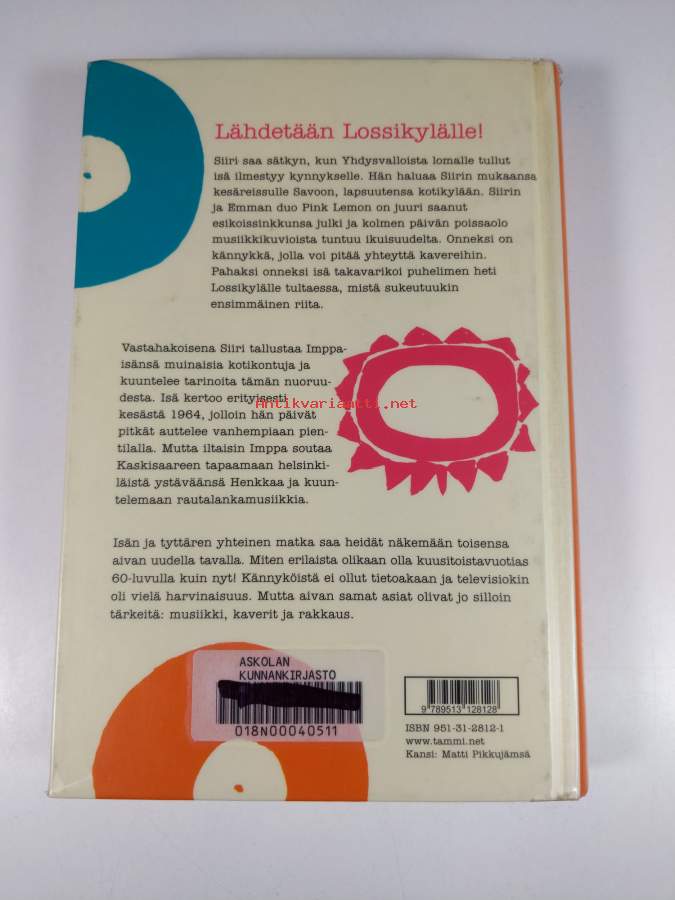 Lähdetään Lossikylälle!
Siiri saa sätkyn, kun Yhdysvalloista lomalle tullut
isä ilmestyy kynnykselle. Hän haluaa Siirin mukaansa
kesäreissulle Savoon, lapsuutensa kotikylään. Siirin
ja Emman duo Pink Lemon on juuri saanut
esikoissinkkunsa julki ja kolmen päivän poissaolo
musiikkikuvioista tuntuu ikuisuudelta. Onneksi on
kännykkä, jolla voi pitää yhteyttä kavereihin.
Pahaksi onneksi isä takavarikoi puhelimen heti
Lossikylälle tultaessa, mistä sukeutuukin
ensimmäinen riita.
Vastahakoisena Siiri tallustaa Imppa-
isänsä muinaisia kotikontuja ja
kuuntelee tarinoita tämän nuoruu-
desta. Isä kertoo erityisesti
kesästä 1964, jolloin hän päivät
pitkät auttelee vanhempiaan pien-
tilalla. Mutta iltaisin Imppa soutaa
Kaskisaareen tapaamaan helsinki-
läistä ystäväänsä Henkkaa ja kuun-
telemaan rautalankamusiikkia.
Antikvariaatti.net
Isän ja tyttären yhteinen matka saa heidät näkemään toisensa
aivan uudella tavalla. Miten erilaista olikaan olla kuusitoistavuotias
60-luvulla kuin nyt! Kännyköistä ei ollut tietoakaan ja televisiokin
oli vielä harvinaisuus. Mutta aivan samat asiat olivat jo silloin
tärkeitä: musiikki, kaverit ja rakkaus.
ASKOLAN
KUNNANKIRJASTO
018N00040511
9 789513 128128
ISBN 951-31-2812-1
www.tammi.net
Kansi: Matti Pikkujämsä